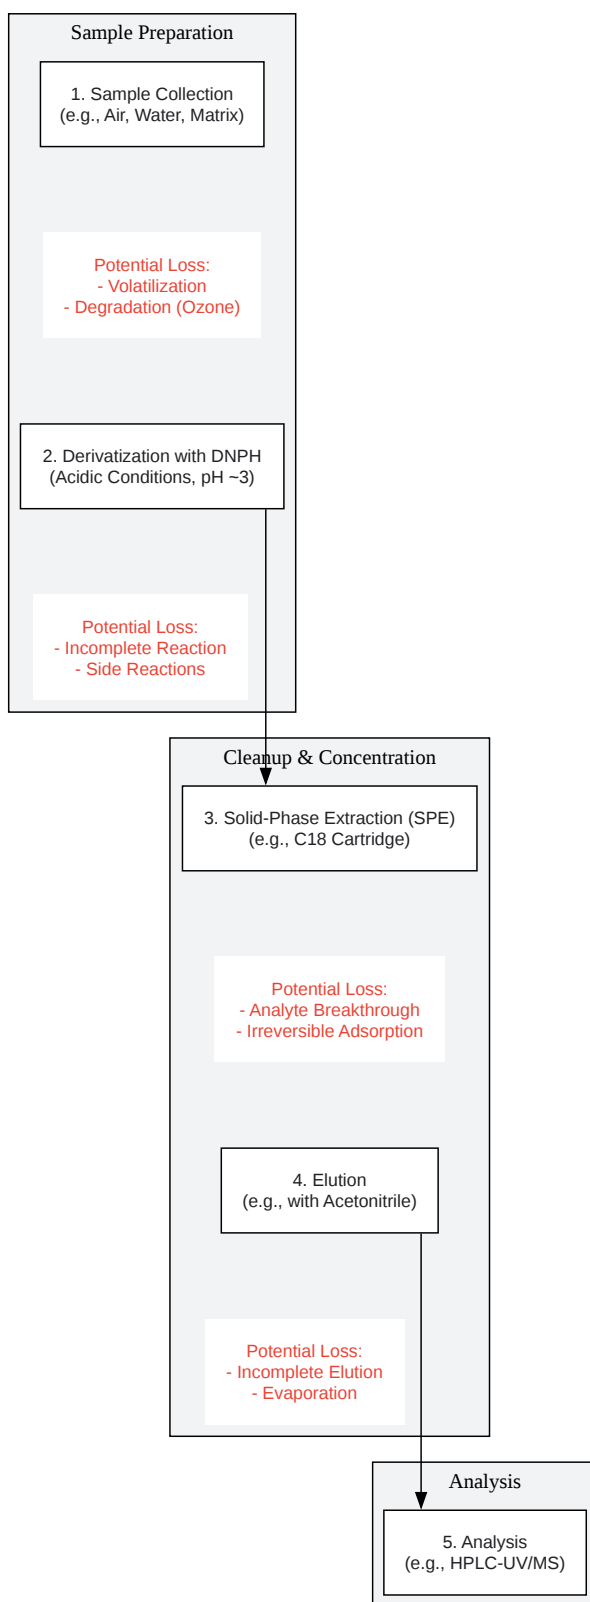 Sample Preparation
1. Sample Collection
(e.g., Air, Water, Matrix)
Potential Loss:
- Volatilization
- Degradation (Ozone)
2. Derivatization with DNPH
(Acidic Conditions, pH ~3)
Potential Loss:
- Incomplete Reaction
- Side Reactions
Cleanup & Concentration
3. Solid-Phase Extraction (SPE)
(e.g., C18 Cartridge)
Potential Loss:
- Analyte Breakthrough
- Irreversible Adsorption
4. Elution
(e.g., with Acetonitrile)
Potential Loss:
- Incomplete Elution
- Evaporation
Analysis
5. Analysis
(e.g., HPLC-UV/MS)